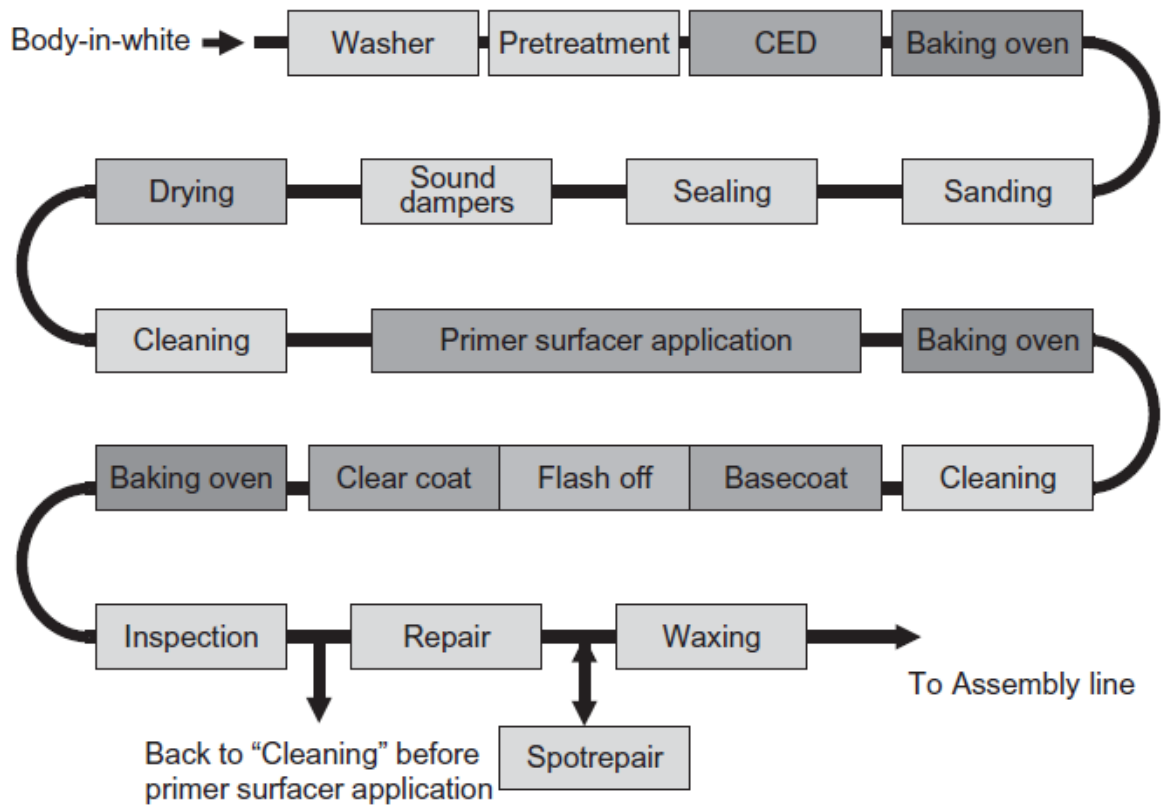 Body-in-white
Washer
Pretreatment
CED
Baking oven
Drying
Sound
dampers
Sealing
Sanding
Cleaning
Primer surfacer application
Baking oven
Baking oven
Clear coat
Flash off
Basecoat
Cleaning
Inspection
Repair
Waxing
To Assembly line
Back to “Cleaning” before
primer surfacer application
Spotrepair